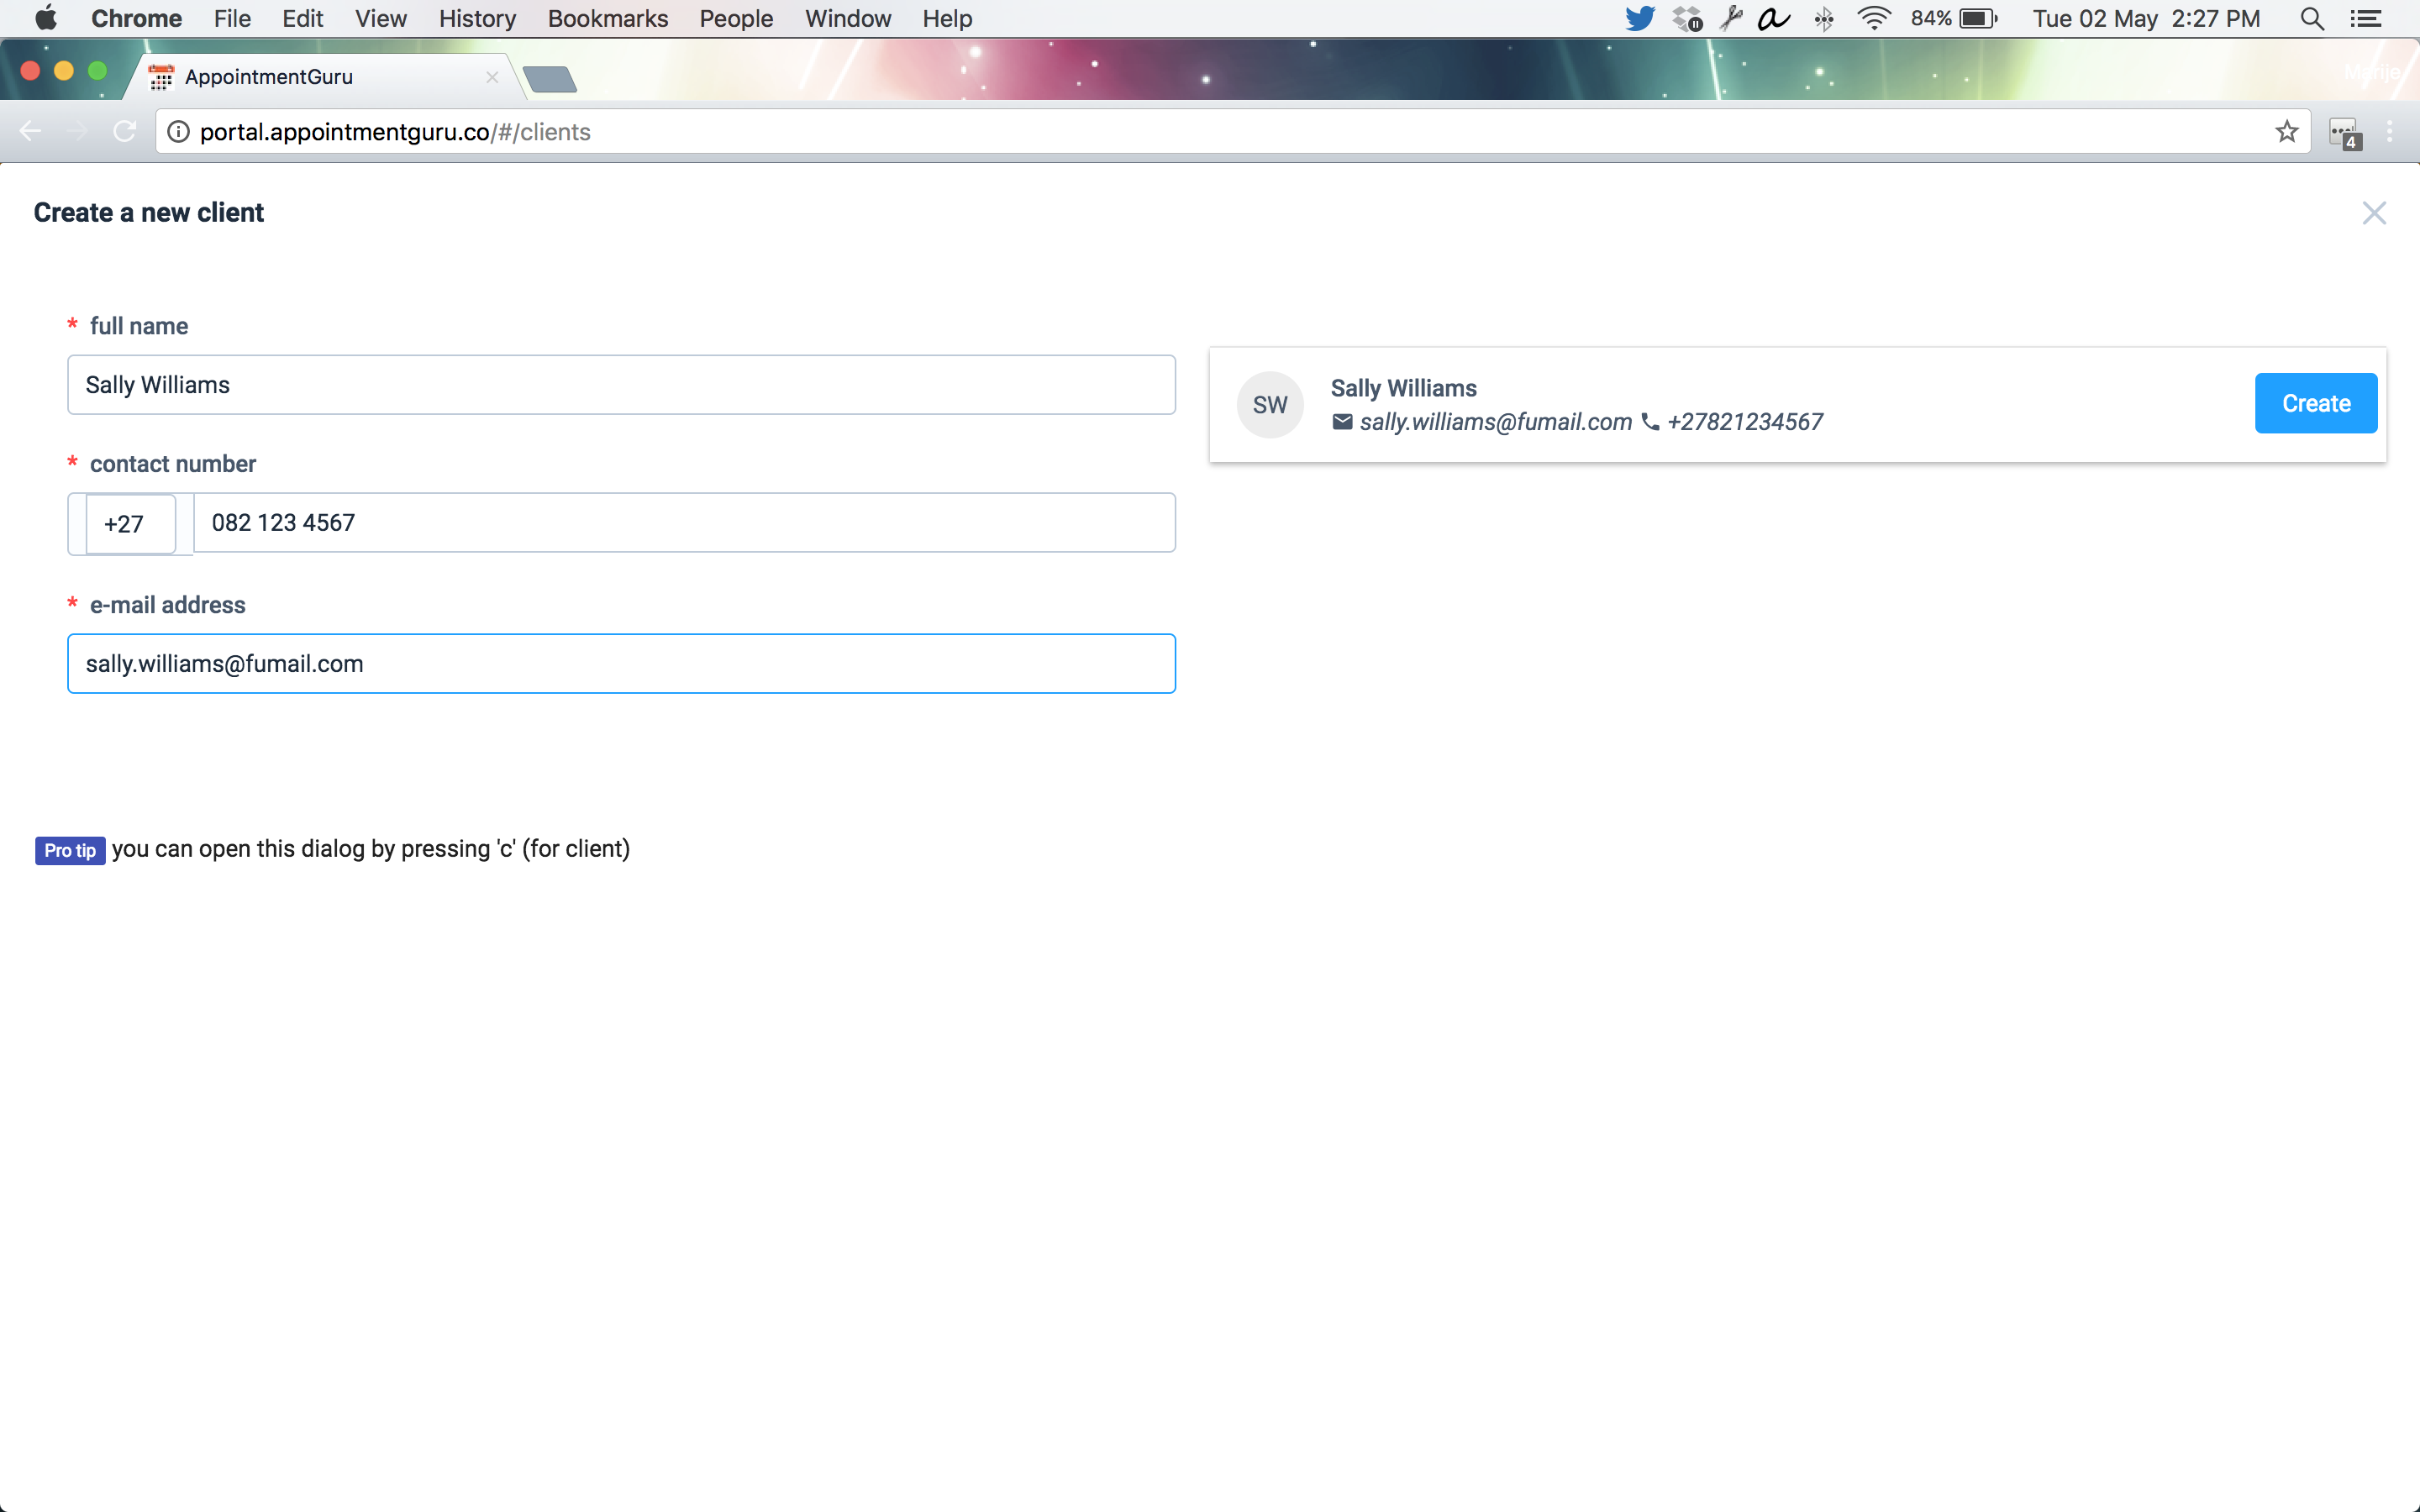 Chrome File Edit View History Bookmarks People Window Help 84% Tue 02 May 2:27 PM
AppointmentGuru
Marije
portal.appointmentguru.co/#/clients
4
Create a new client
* full name
Sally Williams
* contact number
+27 082 123 4567
* e-mail address
sally.williams@fumail.com
SW
Sally Williams
sally.williams@fumail.com +27821234567
Create
Pro tip you can open this dialog by pressing 'c' (for client)